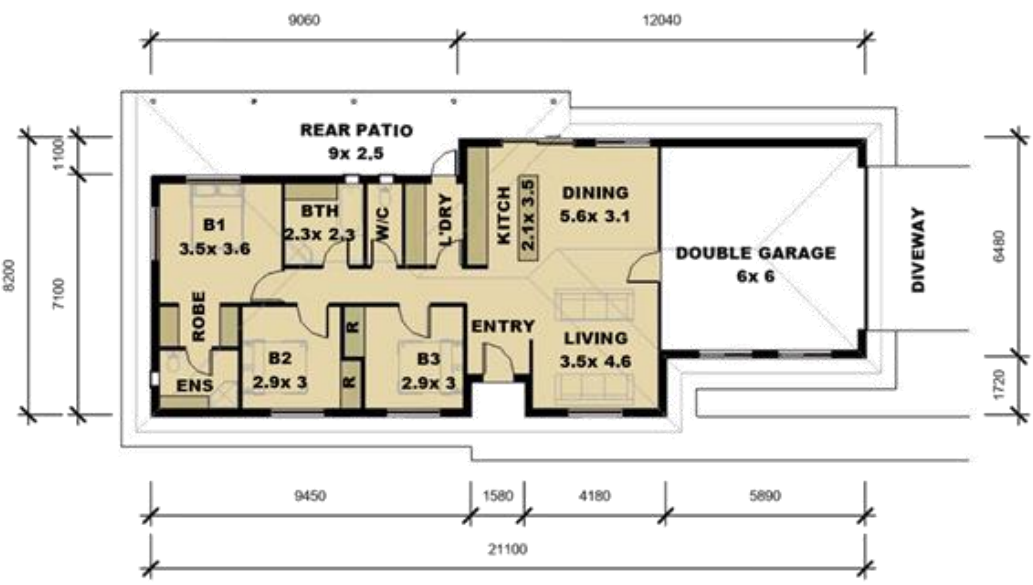 9060
12040
REAR PATIO
9x 2.5
1100
7100
8200
B1
3.5x 3.6
BTH
2.3x 2.3
W/C
L'DRY
KITCH
2.1x 3.5
DINING
5.6x 3.1
DOUBLE GARAGE
6x 6
DIVEWAY
6480
1720
ROBE
ENS
B2
2.9x 3
R
R
B3
2.9x 3
ENTRY
LIVING
3.5x 4.6
9450
1580
4180
5890
21100